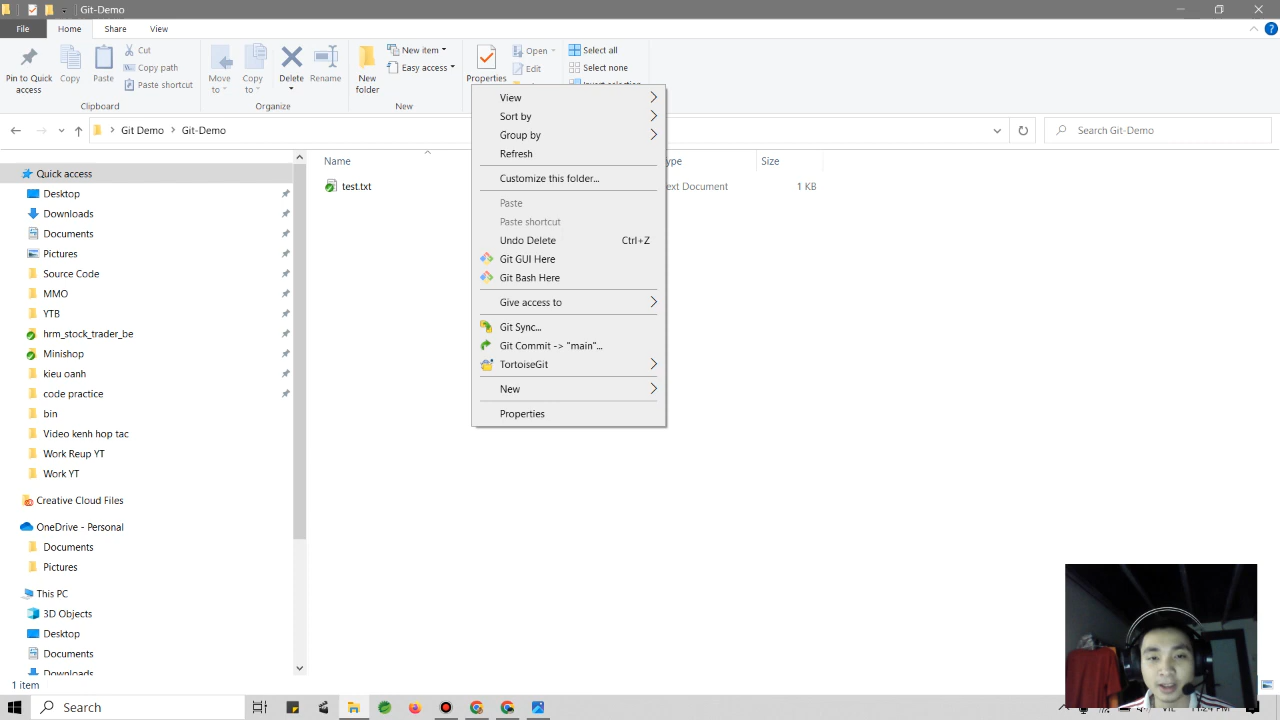 Git-Demo
File
Home
Share
View
Pin to Quick access
Copy
Paste
Cut
Copy path
Paste shortcut
Clipboard
Move to
Copy to
Delete
Rename
Organize
New folder
New item
Easy access
New
Properties
Open
Edit
Select all
Select none
Invert selection
Git Demo
Git-Demo
Search Git-Demo
Name
Size
test.txt
ext Document
1 KB
Quick access
Desktop
Downloads
Documents
Pictures
Source Code
MMO
YTB
hrm_stock_trader_be
Minishop
kieu oanh
code practice
bin
Video kenh hop tac
Work Reup YT
Work YT
Creative Cloud Files
OneDrive - Personal
Documents
Pictures
This PC
3D Objects
Desktop
Documents
Downloads
View
Sort by
Group by
Refresh
Customize this folder...
Paste
Paste shortcut
Undo Delete Ctrl+Z
Git GUI Here
Git Bash Here
Give access to
Git Sync...
Git Commit -> "main"...
TortoiseGit
New
Properties
1 item
Search